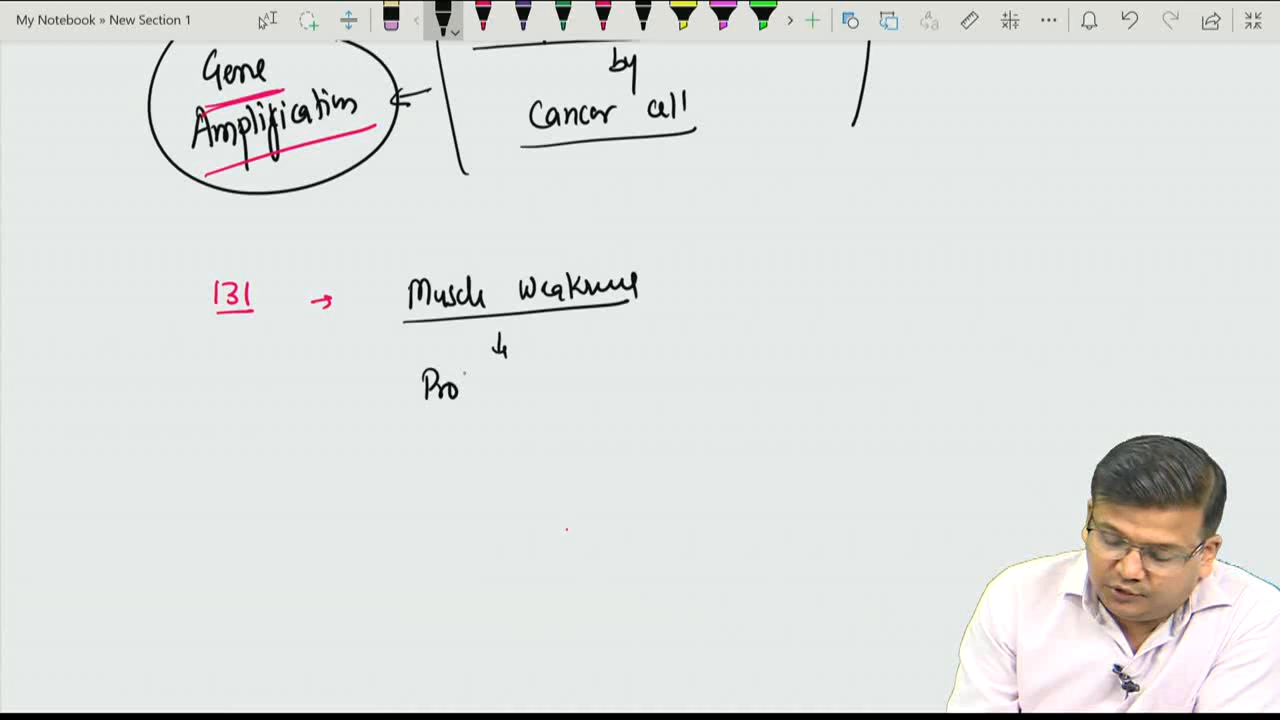 My Notebook » New Section 1
Gene
Amplification
by
Cancer cell
131 → Muscle Weakness
↓
Pro